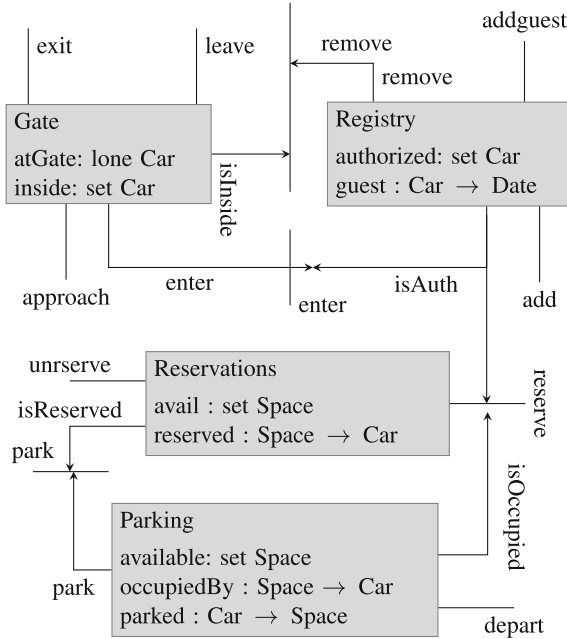 addguest
exit
leave
remove
remove
Gate
atGate: lone Car
inside: set Car
Registry
authorized: set Car
guest : Car → Date
isInside
approach
enter
enter
isAuth
add
unrserve
Reservations
avail : set Space
reserved : Space → Car
reserve
isReserved
park
isOccupied
Parking
available: set Space
occupiedBy : Space → Car
parked : Car → Space
park
depart